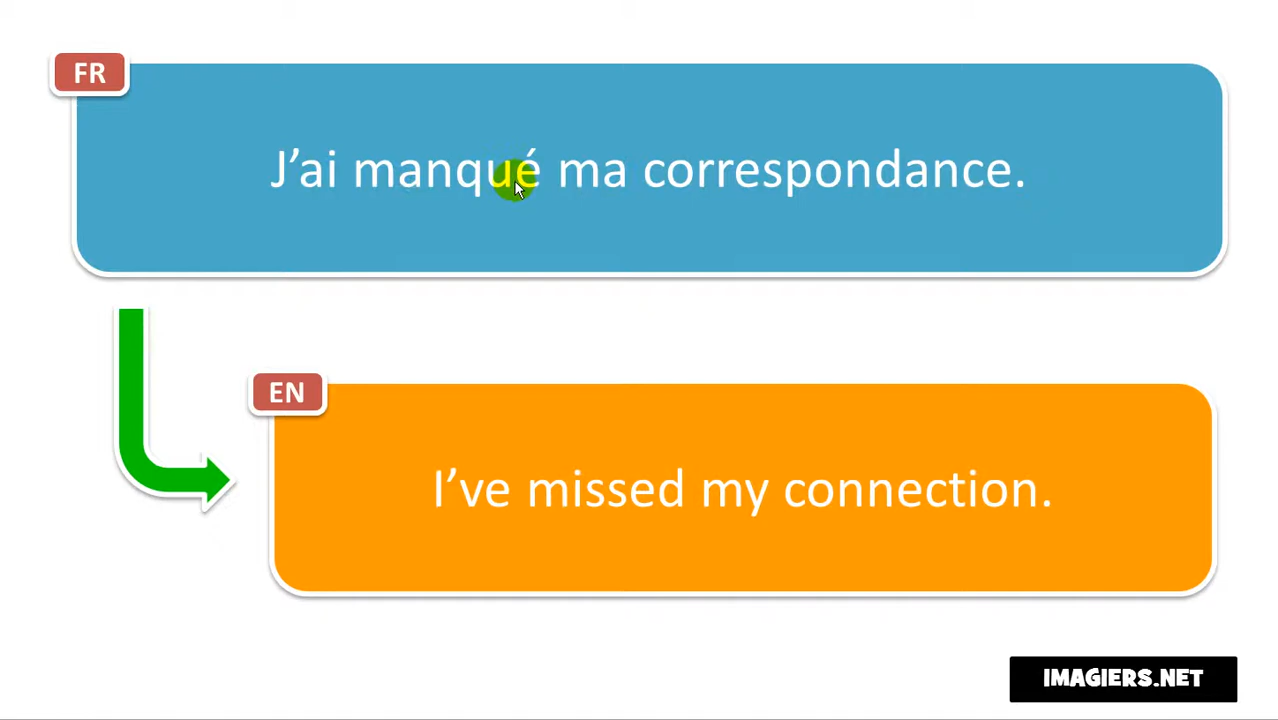 FR
J’ai manqué ma correspondance.
EN
I’ve missed my connection.
IMAGIERS.NET